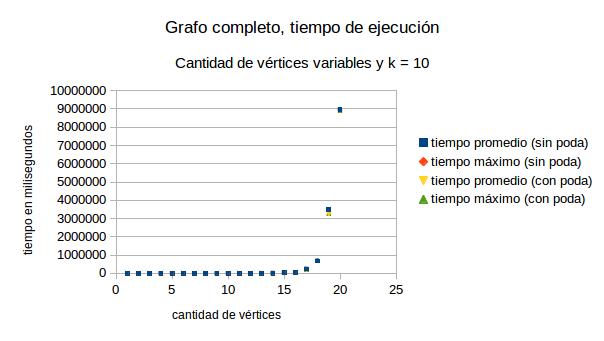 Grafo completo, tiempo de ejecución
Cantidad de vértices variables y k = 10
tiempo en milisegundos
10000000
9000000
8000000
7000000
6000000
5000000
4000000
3000000
2000000
1000000
0
0 5 10 15 20 25
cantidad de vértices
tiempo promedio (sin poda)
tiempo máximo (sin poda)
tiempo promedio (con poda)
tiempo máximo (con poda)